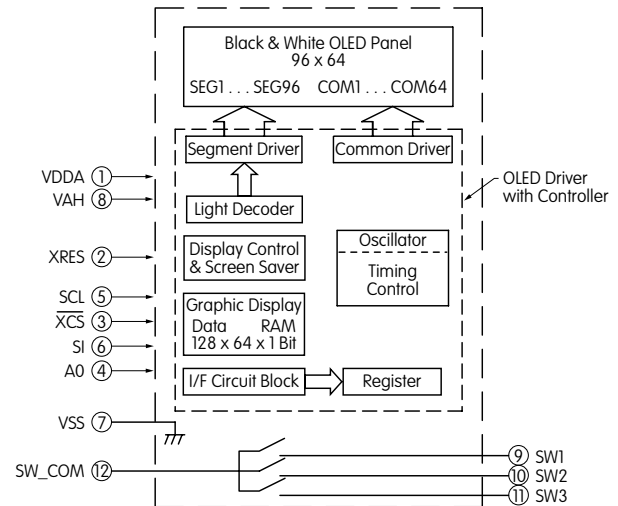 Black & White OLED Panel
96 x 64
SEG1 . . . SEG96 COM1 . . . COM64
Segment Driver
Common Driver
VDDA 1
VAH 8
OLED Driver
with Controller
Light Decoder
XRES 2
Display Control
& Screen Saver
Oscillator
Timing
Control
SCL 5
XCS 3
SI 6
A0 4
Graphic Display
Data RAM
128 x 64 x 1 Bit
I/F Circuit Block
Register
VSS 7
SW_COM 12
9 SW1
10 SW2
11 SW3